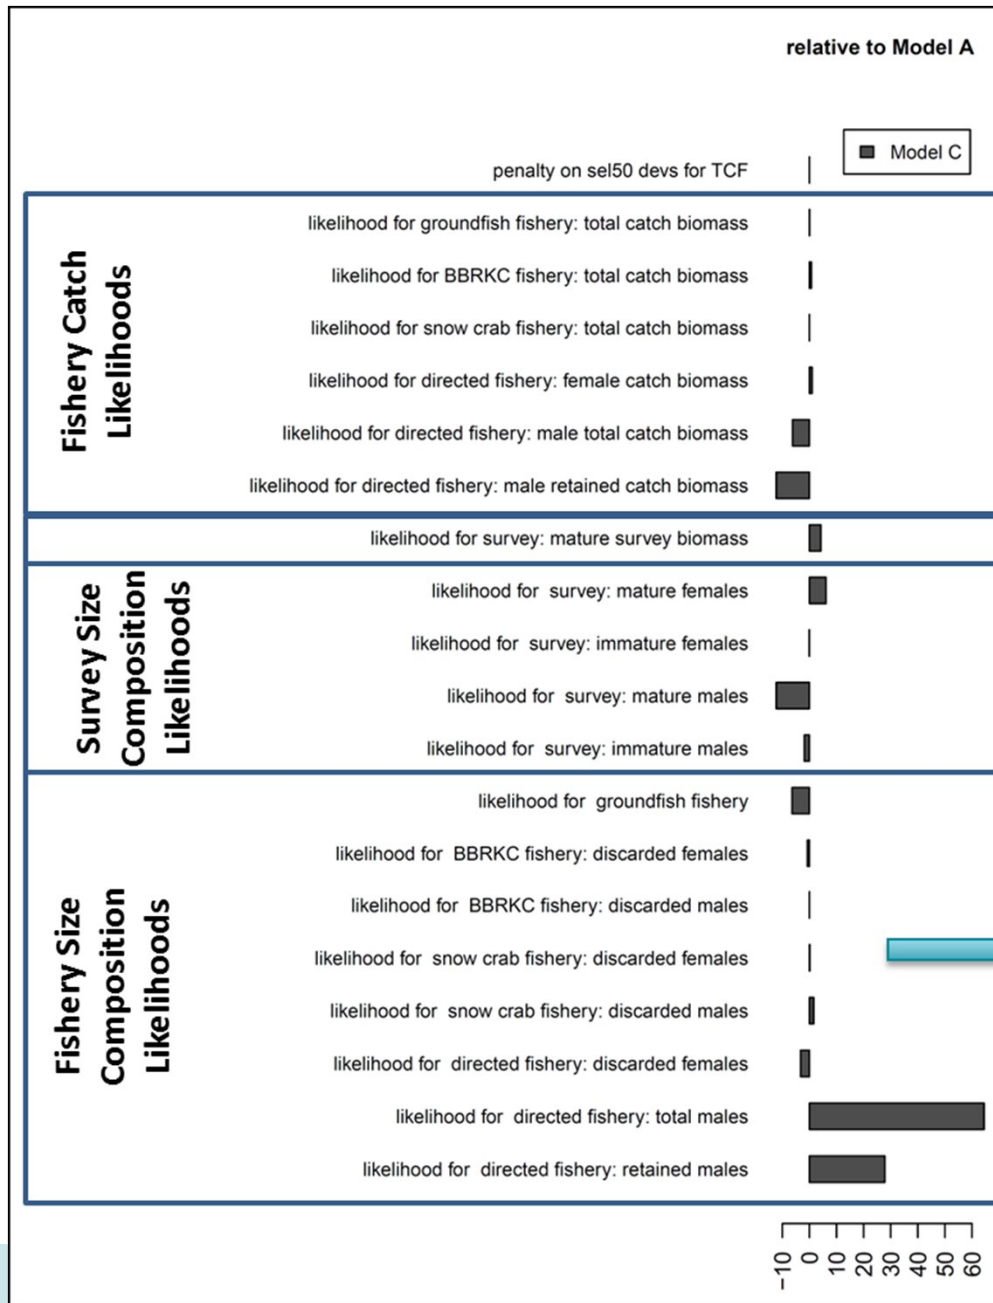 relative to Model A
Model C
penalty on sel50 devs for TCF
Fishery Catch
Likelihoods
likelihood for groundfish fishery: total catch biomass
likelihood for BBRKC fishery: total catch biomass
likelihood for snow crab fishery: total catch biomass
likelihood for directed fishery: female catch biomass
likelihood for directed fishery: male total catch biomass
likelihood for directed fishery: male retained catch biomass
likelihood for survey: mature survey biomass
Survey Size
Composition
Likelihoods
likelihood for survey: mature females
likelihood for survey: immature females
likelihood for survey: mature males
likelihood for survey: immature males
Fishery Size
Composition
Likelihoods
likelihood for groundfish fishery
likelihood for BBRKC fishery: discarded females
likelihood for BBRKC fishery: discarded males
likelihood for snow crab fishery: discarded females
likelihood for snow crab fishery: discarded males
likelihood for directed fishery: discarded females
likelihood for directed fishery: total males
likelihood for directed fishery: retained males
-10 0 10 20 30 40 50 60